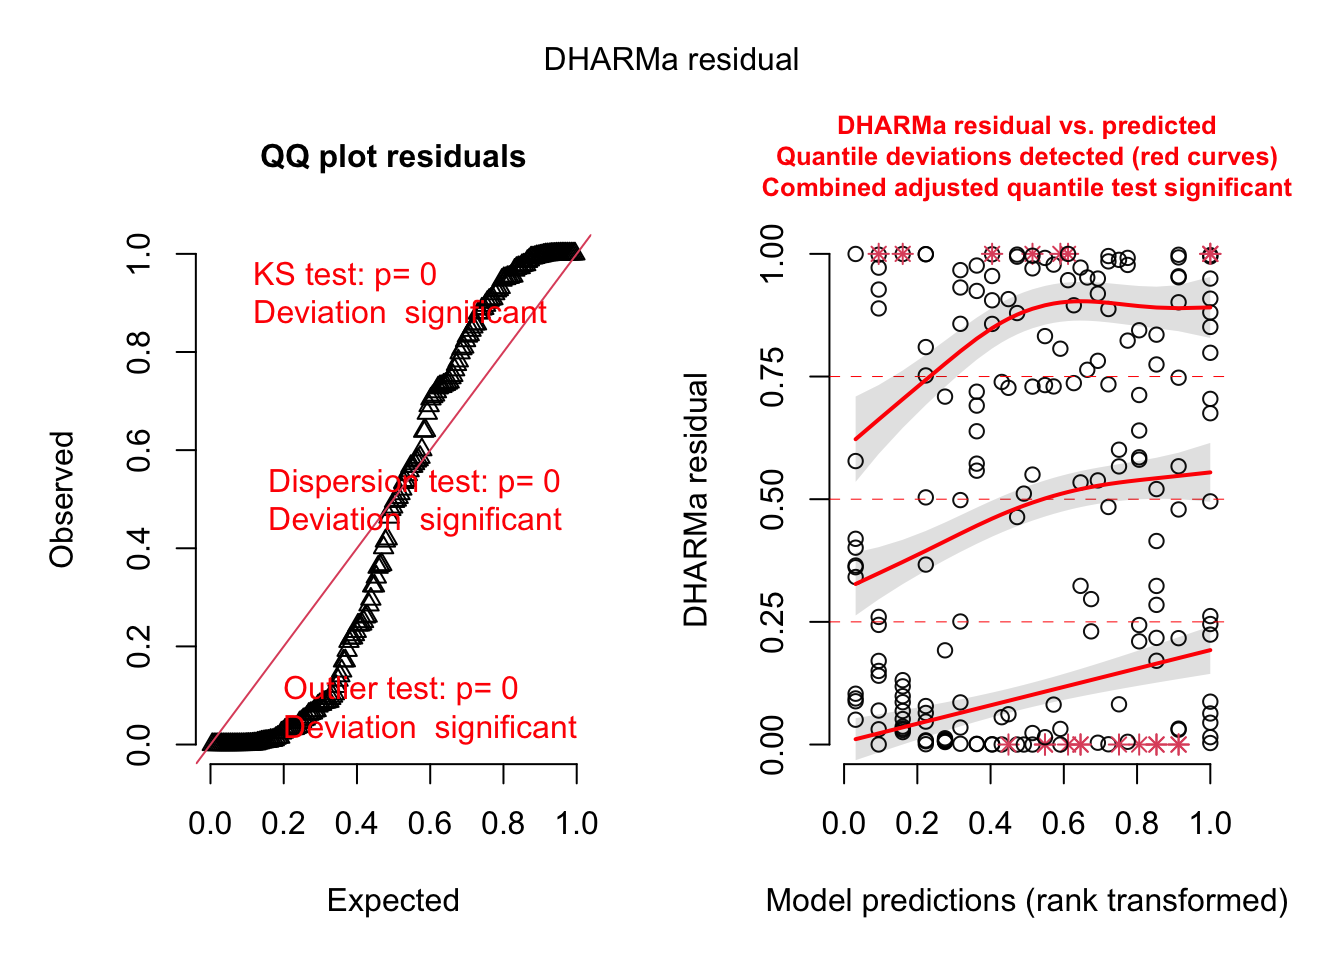 DHARMa residual
QQ plot residuals
KS test: p= 0
Deviation  significant
Dispersion test: p= 0
Deviation  significant
Outlier test: p= 0
Deviation  significant
Observed
0.0 0.2 0.4 0.6 0.8 1.0
0.0 0.2 0.4 0.6 0.8 1.0
Expected
DHARMa residual vs. predicted
Quantile deviations detected (red curves)
Combined adjusted quantile test significant
DHARMa residual
0.00 0.25 0.50 0.75 1.00
0.0 0.2 0.4 0.6 0.8 1.0
Model predictions (rank transformed)